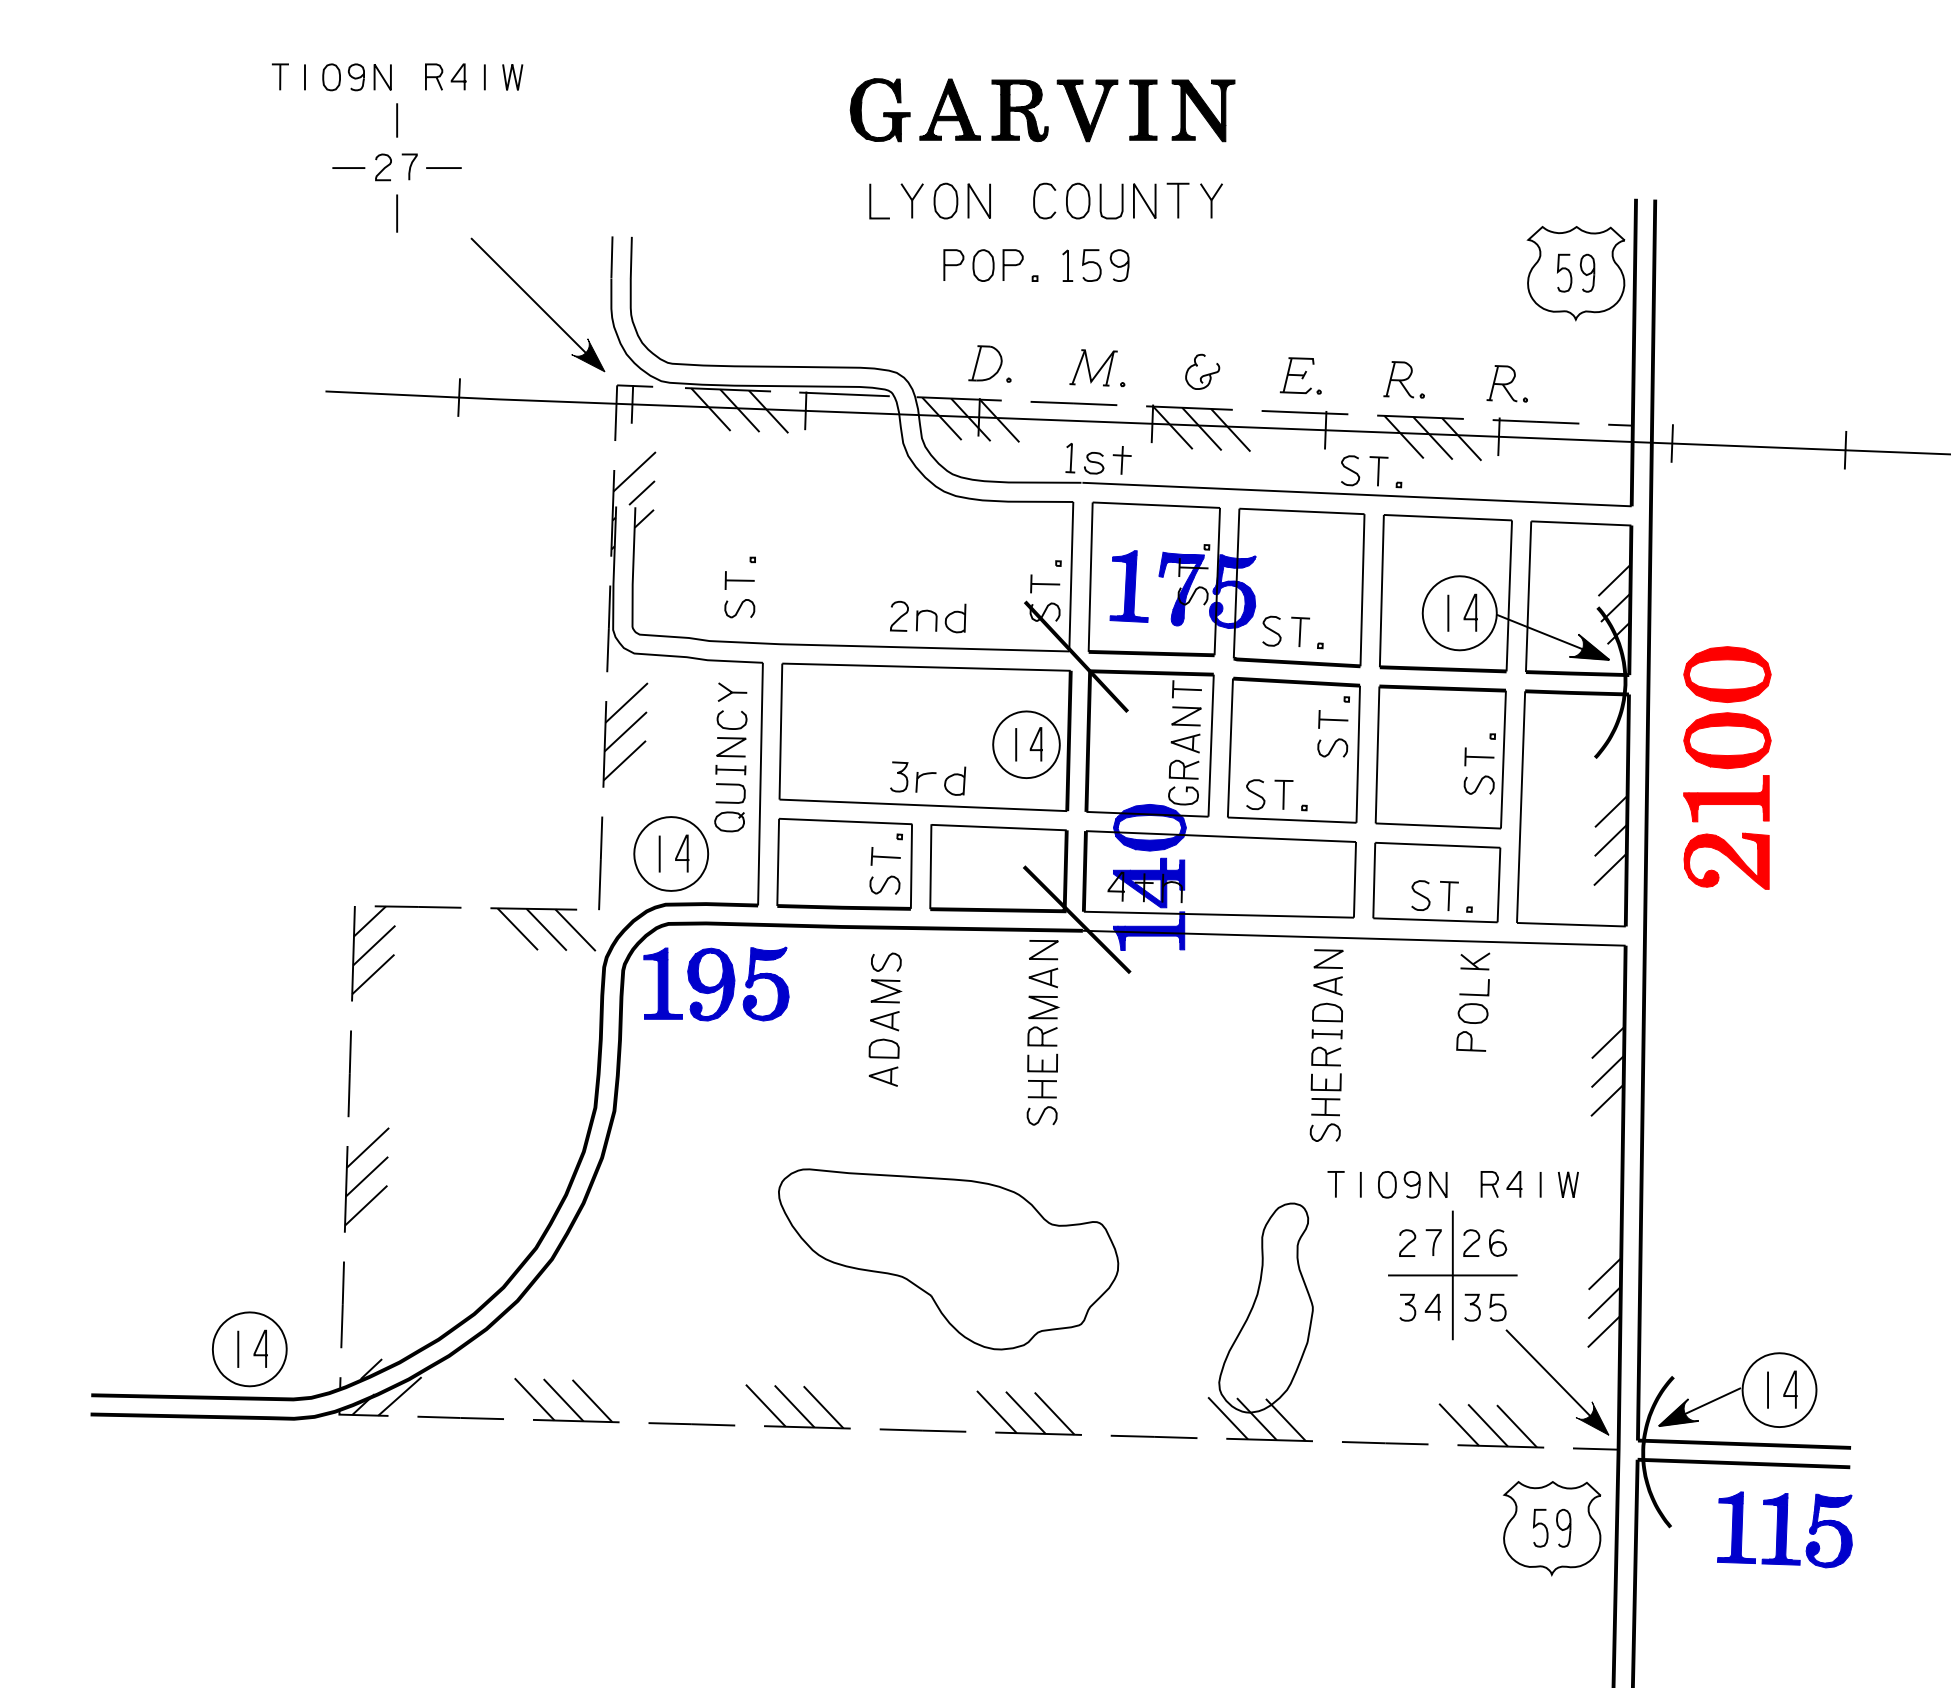 T109N R41W
27
GARVIN
LYON COUNTY
POP. 159
59
D. M. & E. R. R.
1st ST.
175
ST.
ST.
ST.
2nd ST.
14
2100
QUINCY
GRANT
ST.
ST.
14
3rd ST.
14
140
ST.
4th ST.
195
ADAMS
SHERMAN
SHERIDAN
POLK
T109N R41W
27 26
34 35
14
14
59
115